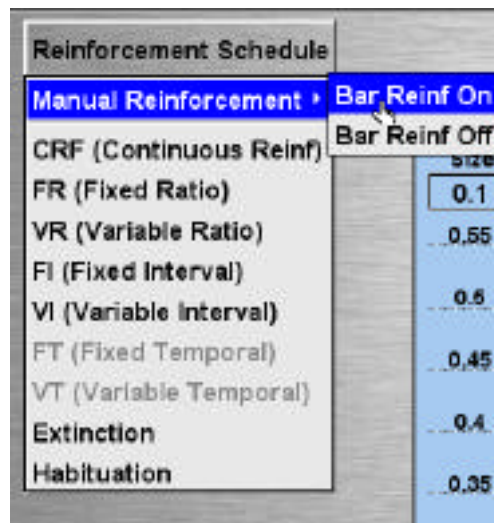 Reinforcement Schedule
Manual Reinforcement
Bar Reinf On
Bar Reinf Off
CRF (Continuous Reinf)
FR (Fixed Ratio)
VR (Variable Ratio)
FI (Fixed Interval)
VI (Variable Interval)
FT (Fixed Temporal)
VT (Variable Temporal)
Extinction
Habituation
Size
0.1
0.55
0.5
0.45
0.4
0.35